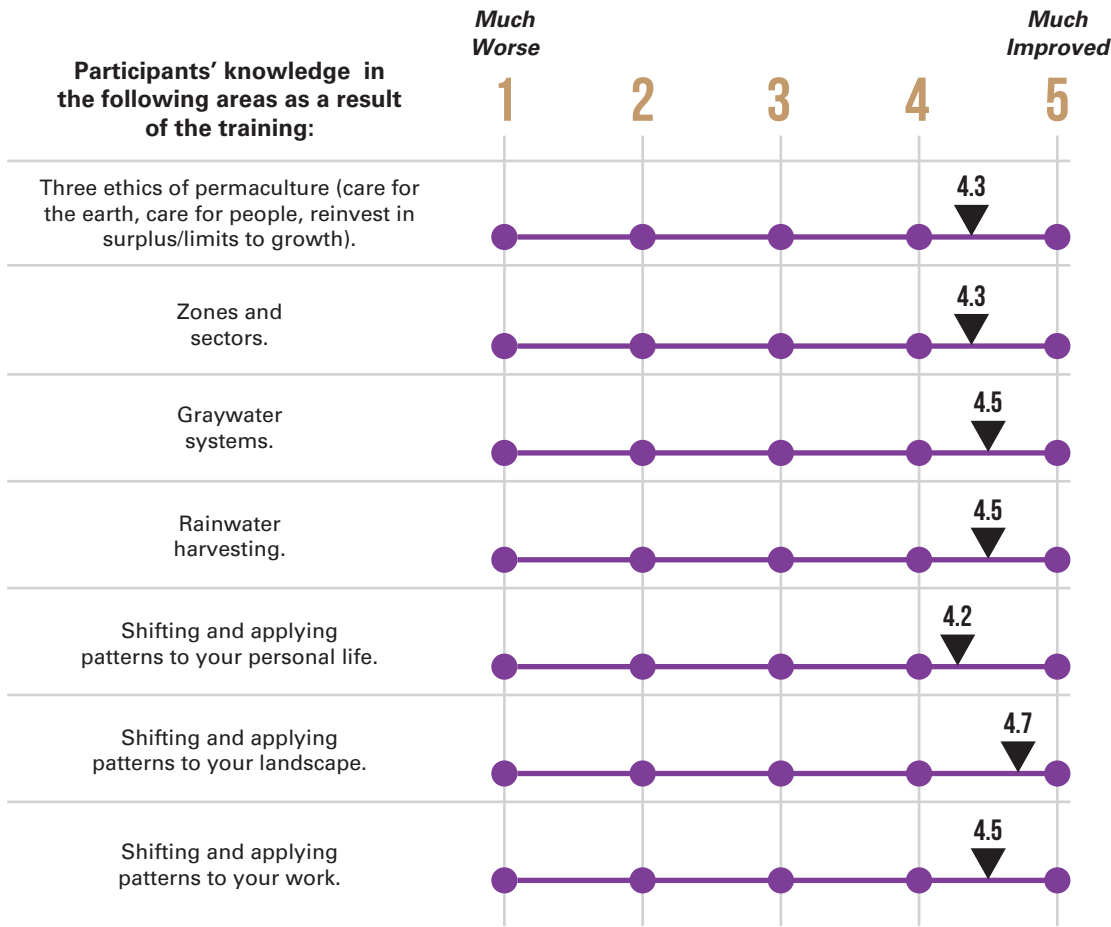 Much
Worse
Much
Improved
Participants’ knowledge in
the following areas as a result
of the training:
1 2 3 4 5
Three ethics of permaculture (care for
the earth, care for people, reinvest in
surplus/limits to growth).
4.3
Zones and
sectors.
4.3
Graywater
systems.
4.5
Rainwater
harvesting.
4.5
Shifting and applying
patterns to your personal life.
4.2
Shifting and applying
patterns to your landscape.
4.7
Shifting and applying
patterns to your work.
4.5